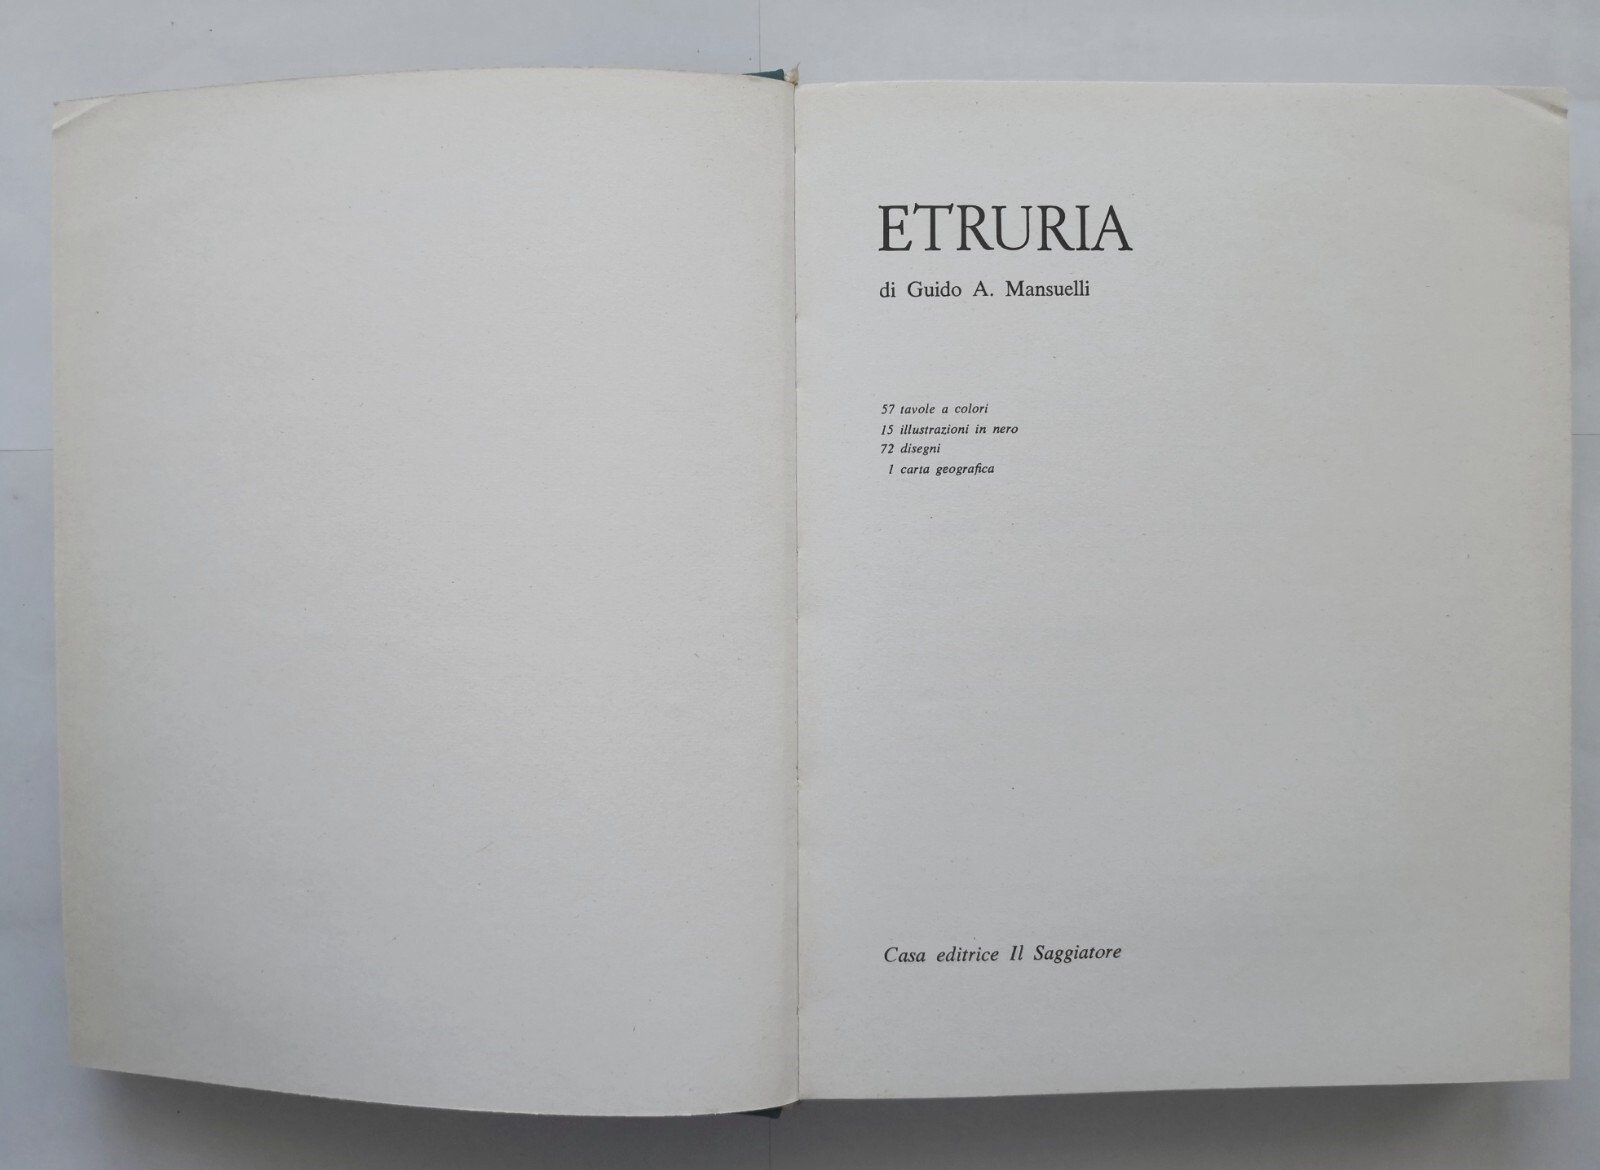 ETRURIA
di Guido A. Mansuelli
57 tavole a colori
15 illustrazioni in nero
72 disegni
1 carta geografica
Casa editrice Il Saggiatore